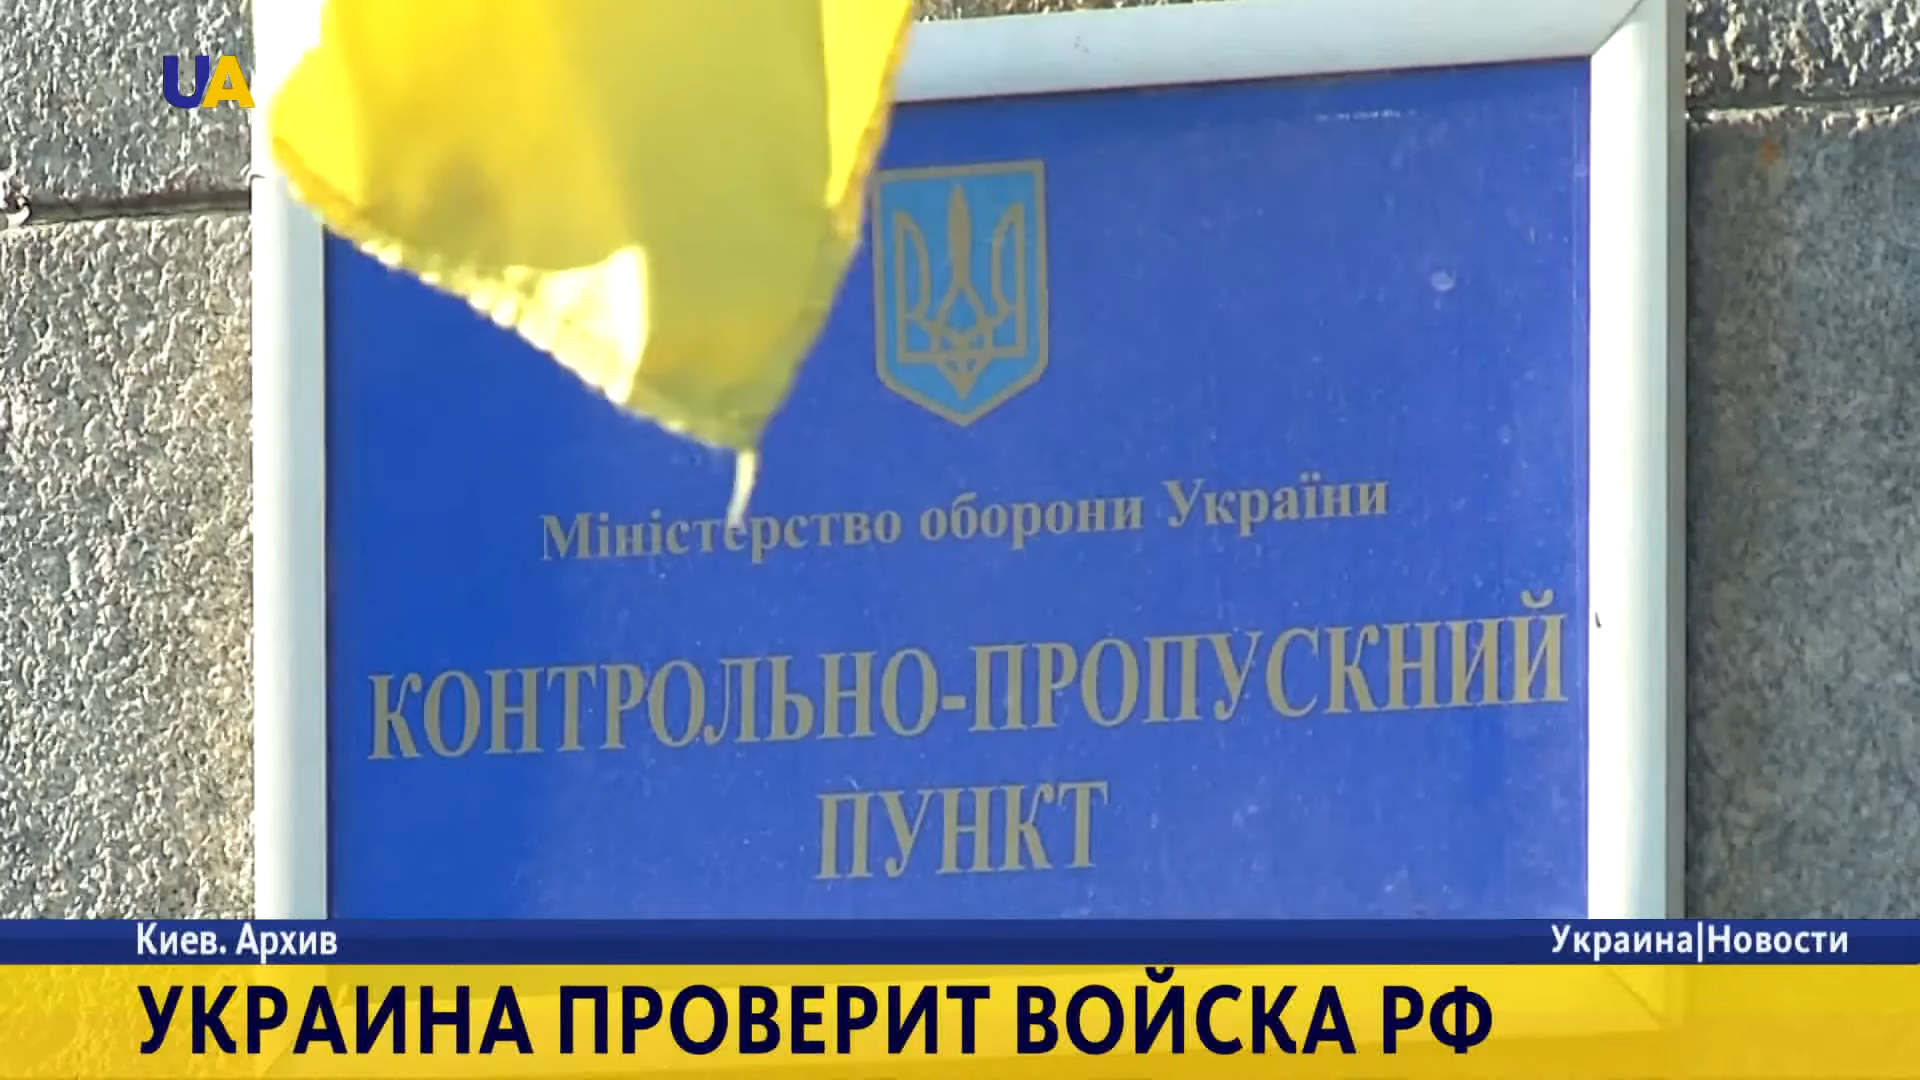 UA
Міністерство оборони України
КОНТРОЛЬНО-ПРОПУСКНИЙ
ПУНКТ
Киев. Архив
Украина|Новости
УКРАИНА ПРОВЕРИТ ВОЙСКА РФ